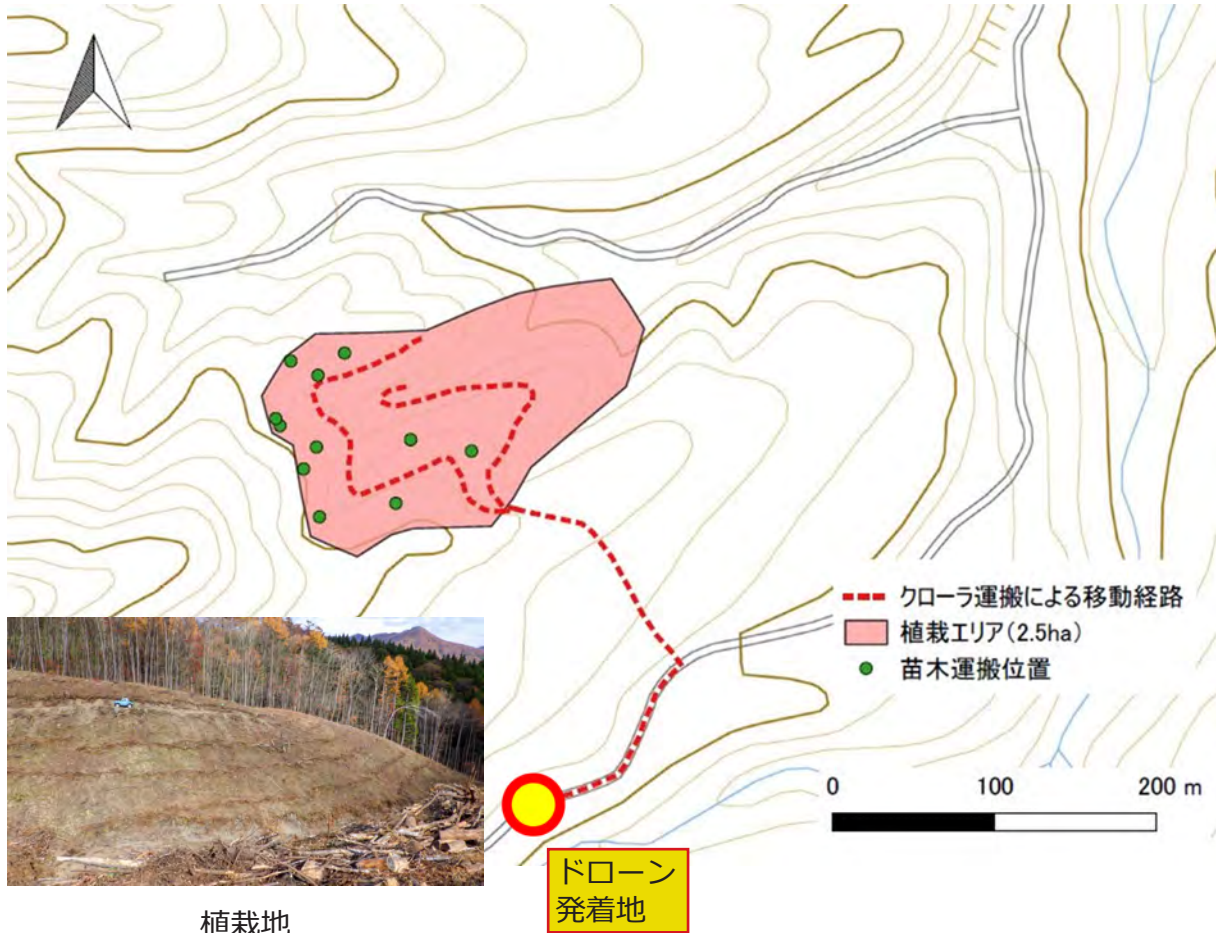 クローラ運搬による移動経路
植栽エリア(2.5ha)
苗木運搬位置
0 100 200 m
ドローン
発着地
植栽地